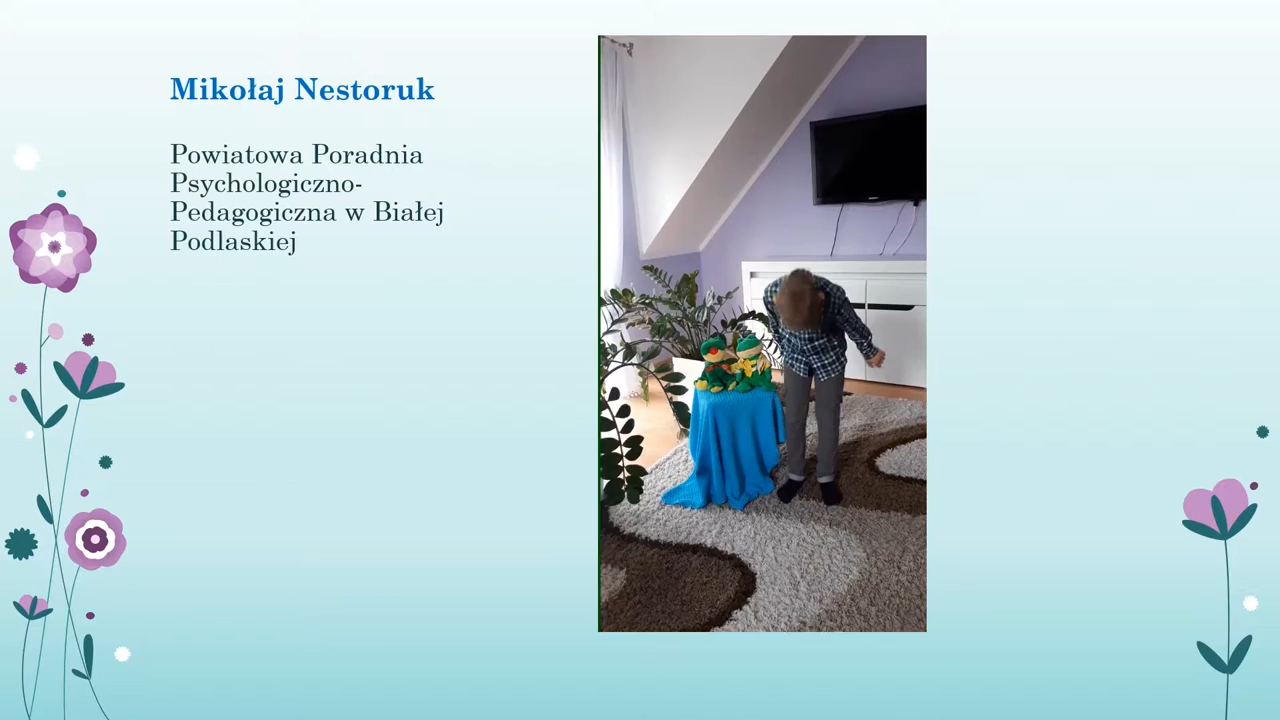 Mikołaj Nestoruk
Powiatowa Poradnia
Psychologiczno-
Pedagogiczna w Białej
Podlaskiej